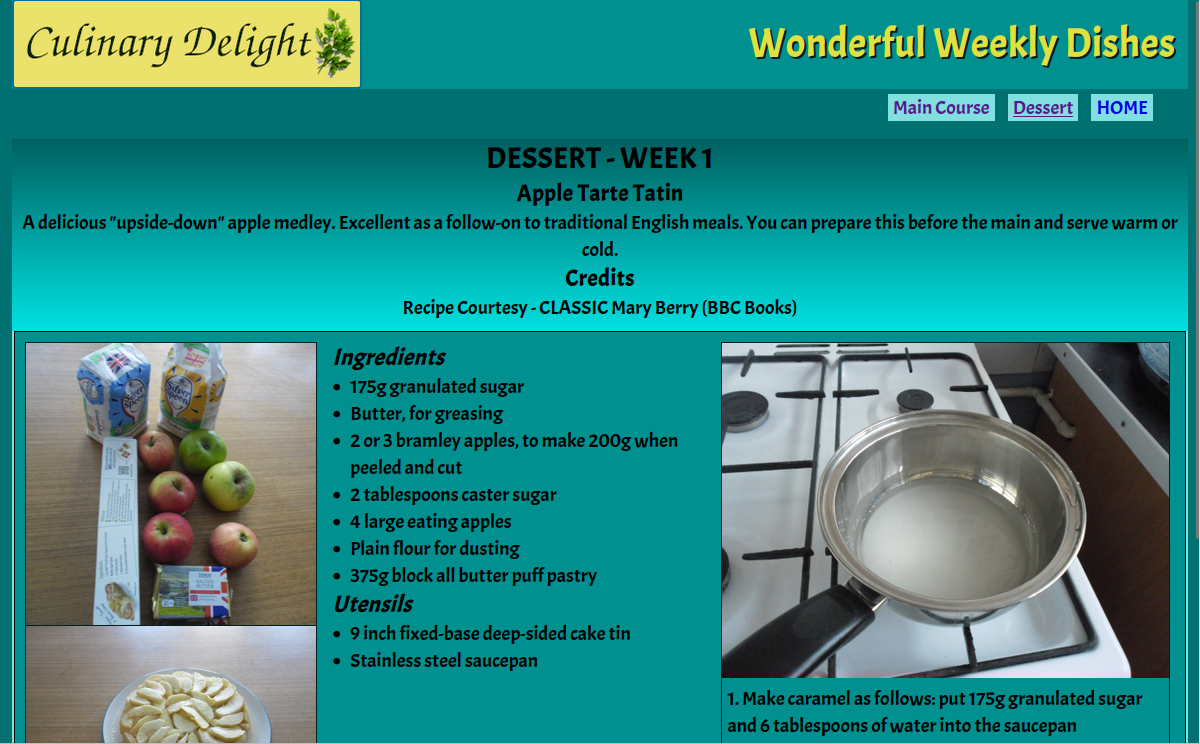 Culinary Delight
Wonderful Weekly Dishes
Main Course Dessert HOME
DESSERT - WEEK 1
Apple Tarte Tatin
A delicious "upside-down" apple medley. Excellent as a follow-on to traditional English meals. You can prepare this before the main and serve warm or
cold.
Credits
Recipe Courtesy - CLASSIC Mary Berry (BBC Books)
Silver Spoon
Silver Spoon
Ingredients
• 175g granulated sugar
• Butter, for greasing
• 2 or 3 bramley apples, to make 200g when
peeled and cut
• 2 tablespoons caster sugar
• 4 large eating apples
• Plain flour for dusting
• 375g block all butter puff pastry
Utensils
• 9 inch fixed-base deep-sided cake tin
• Stainless steel saucepan
1. Make caramel as follows: put 175g granulated sugar
and 6 tablespoons of water into the saucepan